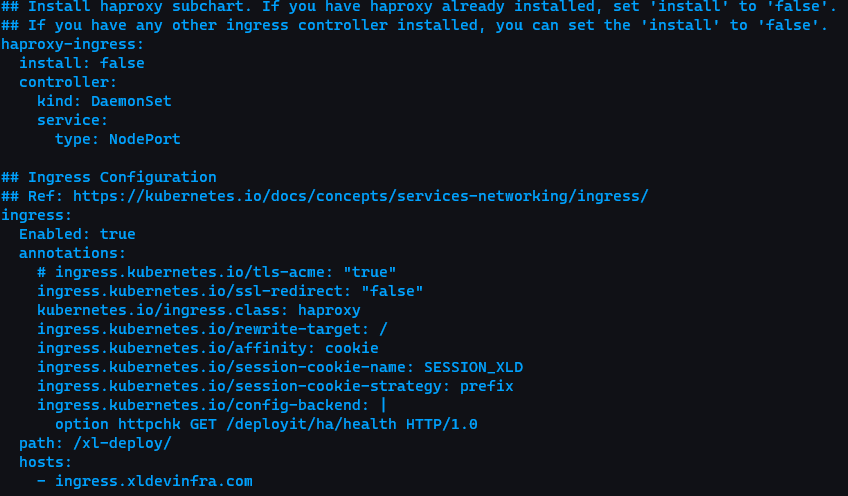 ## Install haproxy subchart. If you have haproxy already installed, set 'install' to 'false'.
## If you have any other ingress controller installed, you can set the 'install' to 'false'.
haproxy-ingress:
  install: false
  controller:
    kind: DaemonSet
    service:
      type: NodePort

## Ingress Configuration
## Ref: https://kubernetes.io/docs/concepts/services-networking/ingress/
ingress:
  Enabled: true
  annotations:
    # ingress.kubernetes.io/tls-acme: "true"
    ingress.kubernetes.io/ssl-redirect: "false"
    kubernetes.io/ingress.class: haproxy
    ingress.kubernetes.io/rewrite-target: /
    ingress.kubernetes.io/affinity: cookie
    ingress.kubernetes.io/session-cookie-name: SESSION_XLD
    ingress.kubernetes.io/session-cookie-strategy: prefix
    ingress.kubernetes.io/config-backend: |
      option httpchk GET /deployit/ha/health HTTP/1.0
  path: /xl-deploy/
  hosts:
    - ingress.xldevinfra.com